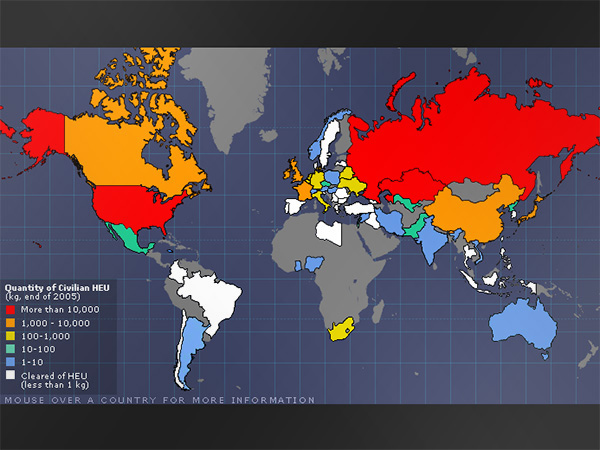 Quantity of Civilian HEU
(kg, end of 2005)
More than 10,000
1,000 - 10,000
100-1,000
10-100
1-10
Cleared of HEU
(less than 1 kg)
MOUSE OVER A COUNTRY FOR MORE INFORMATION